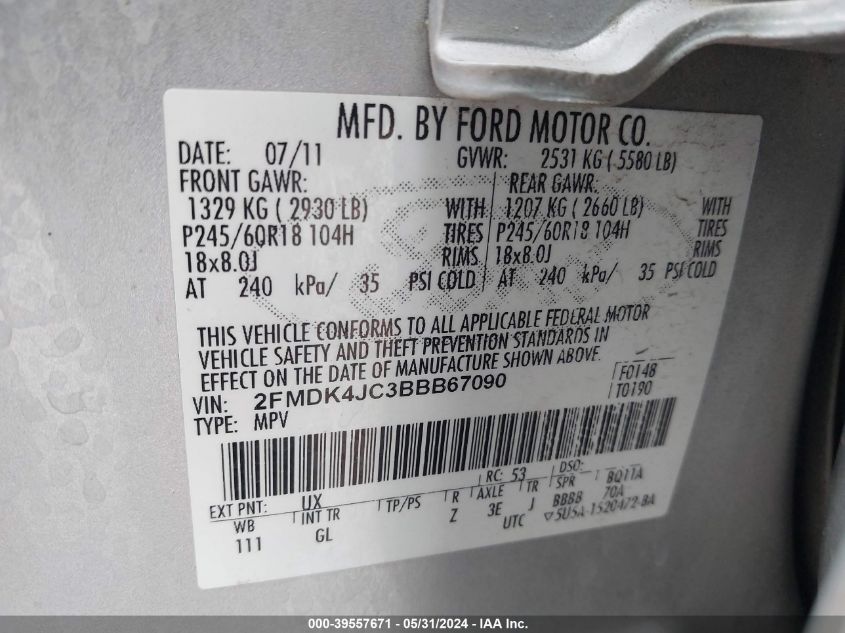 MFD. BY FORD MOTOR CO.
DATE: 07/11 GVWR: 2531 KG ( 5580 LB)
FRONT GAWR: REAR GAWR:
1329 KG ( 2930 LB) WITH 1207 KG ( 2660 LB) WITH
P245/60R18 104H TIRES P245/60R18 104H TIRES
18x8.0J RIMS 18x8.0J RIMS
AT 240 kPa/ 35 PSI COLD AT 240 kPa/ 35 PSI COLD
THIS VEHICLE CONFORMS TO ALL APPLICABLE FEDERAL MOTOR
VEHICLE SAFETY AND THEFT PREVENTION STANDARDS IN
EFFECT ON THE DATE OF MANUFACTURE SHOWN ABOVE.
VIN: 2FMDK4JC3BBB67090 F0148
TYPE: MPV T0190
RC: 53 DSO:
EXT PNT: UX TP/PS R AXLE TR SPR BQ11A
WB INT TR Z 3E J BBBB 70A
111 GL UTC ▽5U5A-1520472-BA
000-39557671 - 05/31/2024 - IAA Inc.